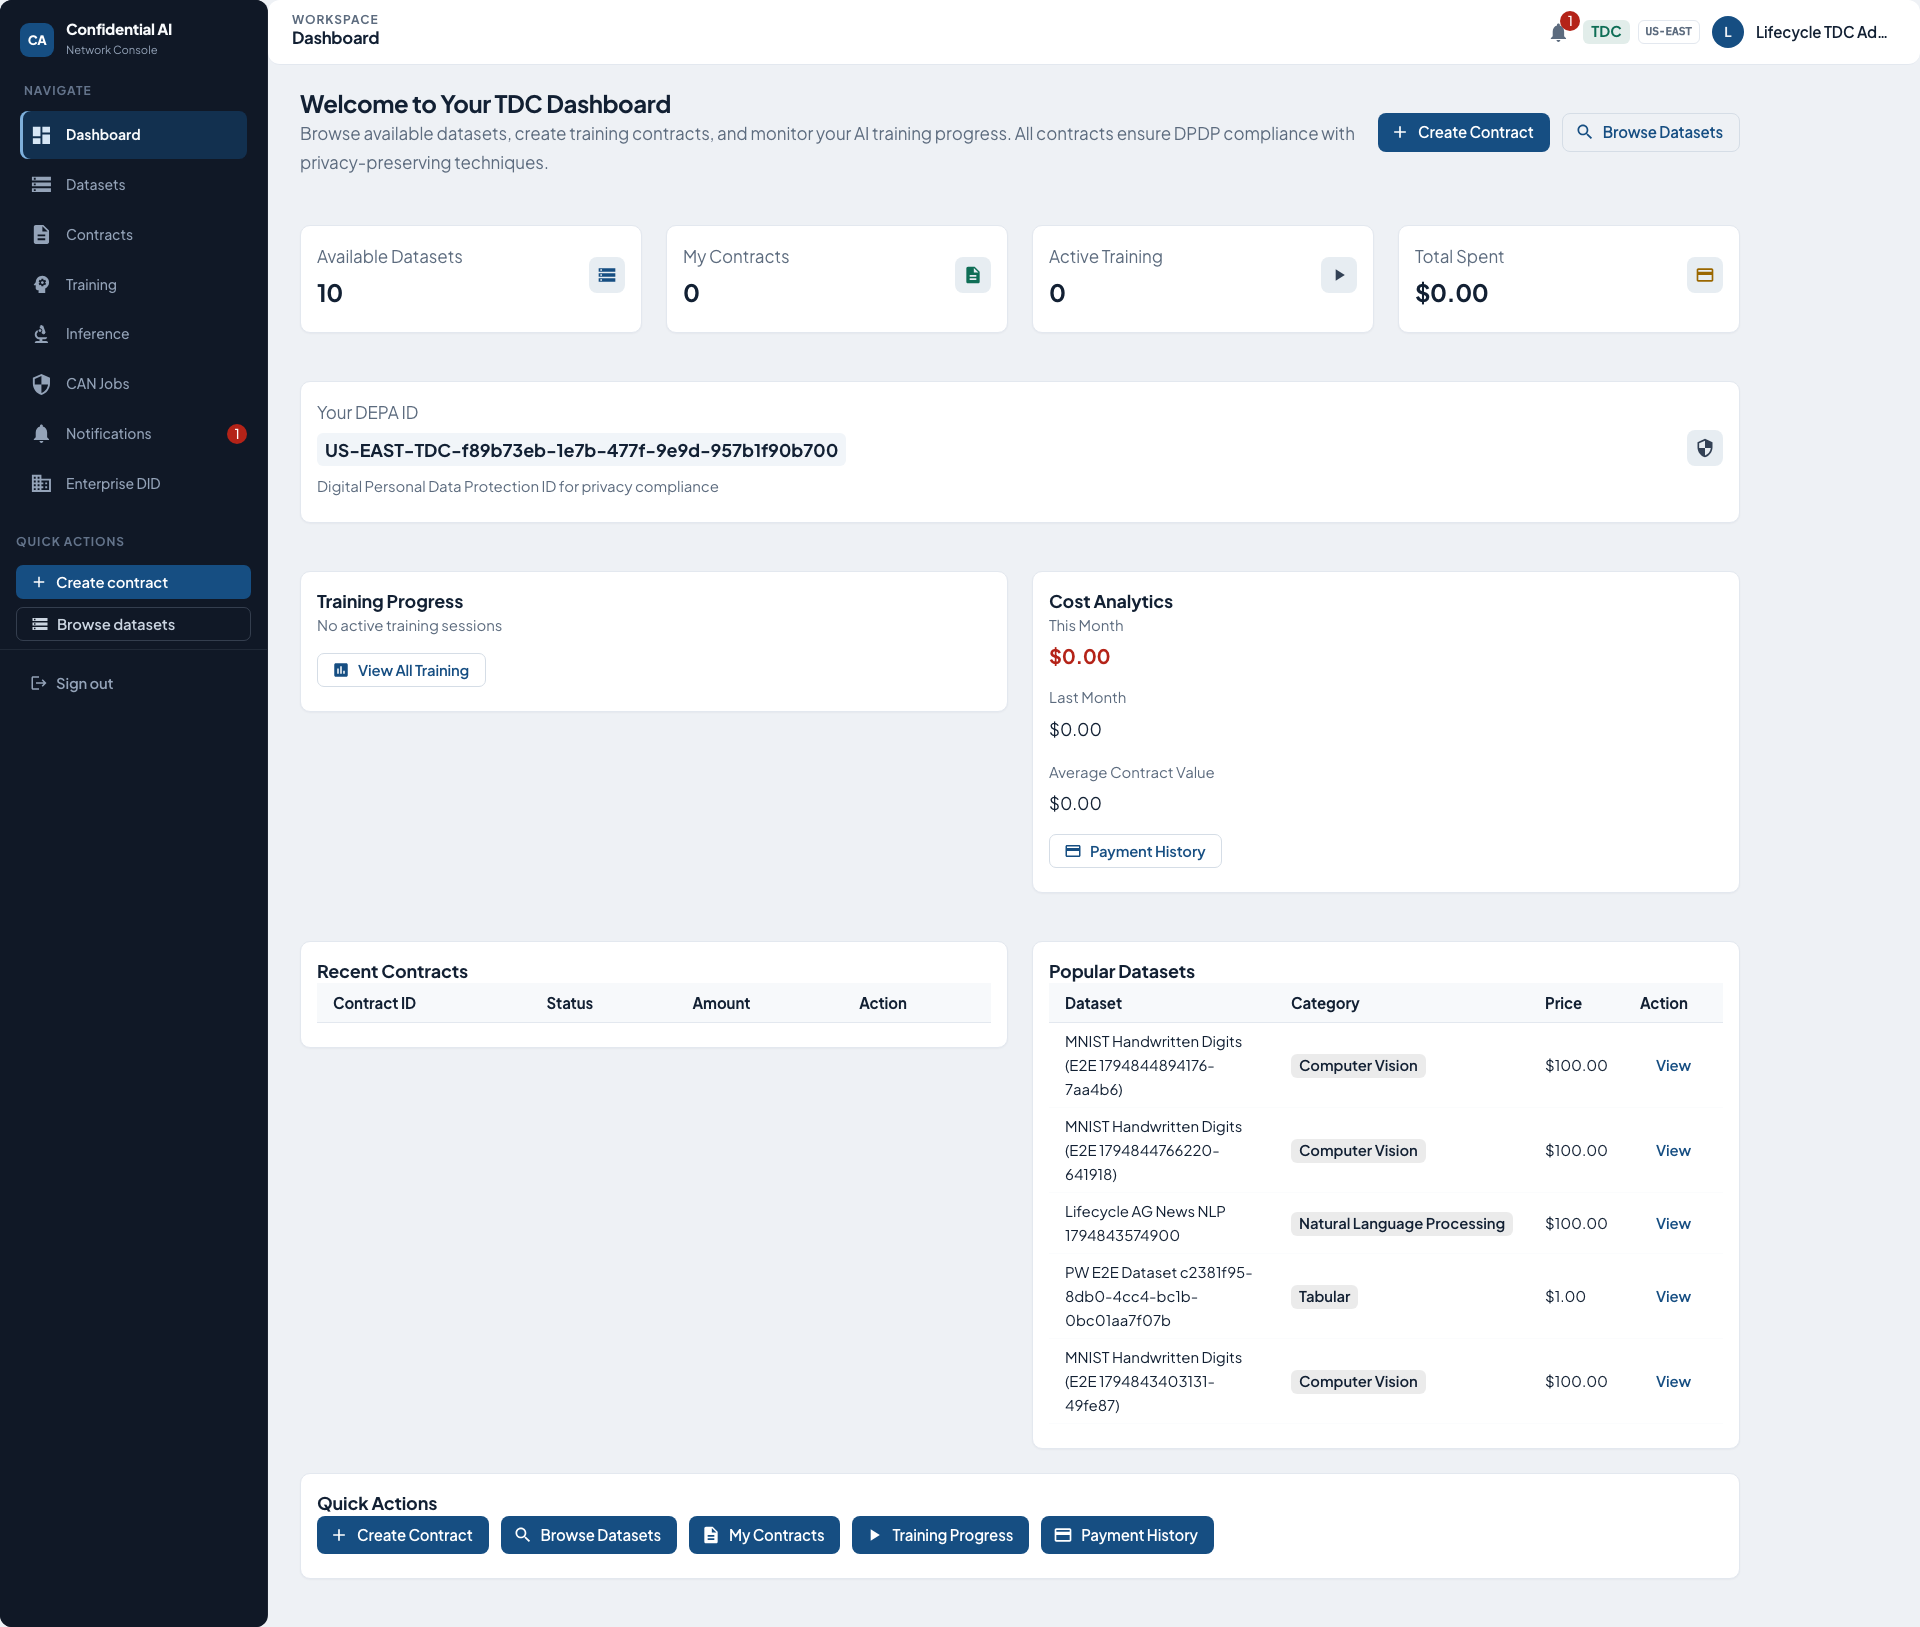 CA
Confidential AI
Network Console
NAVIGATE
Dashboard
Datasets
Contracts
Training
Inference
CAN Jobs
Notifications 1
Enterprise DID
QUICK ACTIONS
Create contract
Browse datasets
Sign out
WORKSPACE
Dashboard
1
TDC
US-EAST
L
Lifecycle TDC Ad...
Welcome to Your TDC Dashboard
Browse available datasets, create training contracts, and monitor your AI training progress. All contracts ensure DPDP compliance with
privacy-preserving techniques.
Create Contract
Browse Datasets
Available Datasets
10
My Contracts
0
Active Training
0
Total Spent
$0.00
Your DEPA ID
US-EAST-TDC-f89b73eb-1e7b-477f-9e9d-957b1f90b700
Digital Personal Data Protection ID for privacy compliance
Training Progress
No active training sessions
View All Training
Cost Analytics
This Month
$0.00
Last Month
$0.00
Average Contract Value
$0.00
Payment History
Recent Contracts
Contract ID Status Amount Action
Popular Datasets
Dataset Category Price Action
MNIST Handwritten Digits
(E2E 1794844894176-
7aa4b6)
Computer Vision $100.00 View
MNIST Handwritten Digits
(E2E 1794844766220-
641918)
Computer Vision $100.00 View
Lifecycle AG News NLP
1794843574900
Natural Language Processing $100.00 View
PW E2E Dataset c2381f95-
8db0-4cc4-bc1b-
0bc01aa7f07b
Tabular $1.00 View
MNIST Handwritten Digits
(E2E 1794843403131-
49fe87)
Computer Vision $100.00 View
Quick Actions
Create Contract
Browse Datasets
My Contracts
Training Progress
Payment History